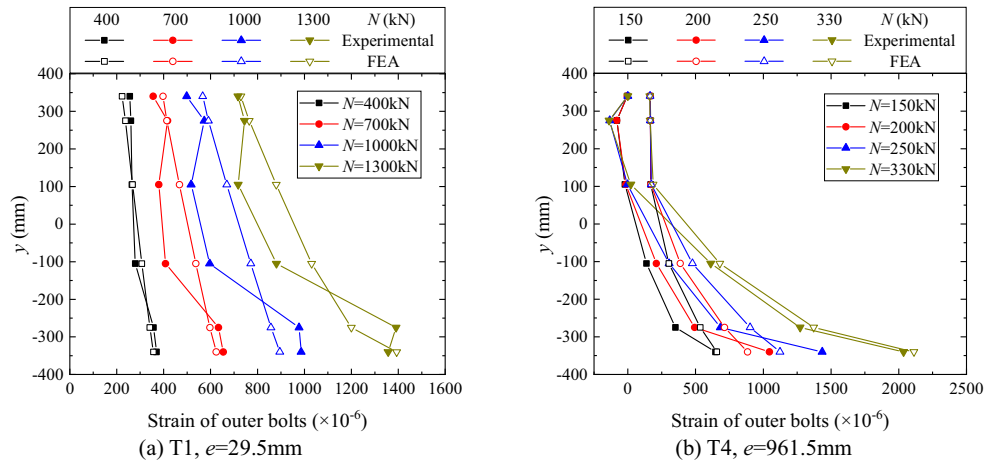 400 700 1000 1300 N (kN)
Experimental
FEA
400
300
200
100
0
-100
-200
-300
-400
y (mm)
N=400kN
N=700kN
N=1000kN
N=1300kN
0 200 400 600 800 1000 1200 1400 1600
Strain of outer bolts (×10-6)
(a) T1, e=29.5mm
150 200 250 330 N (kN)
Experimental
FEA
400
300
200
100
0
-100
-200
-300
-400
y (mm)
N=150kN
N=200kN
N=250kN
N=330kN
0 500 1000 1500 2000 2500
Strain of outer bolts (×10-6)
(b) T4, e=961.5mm